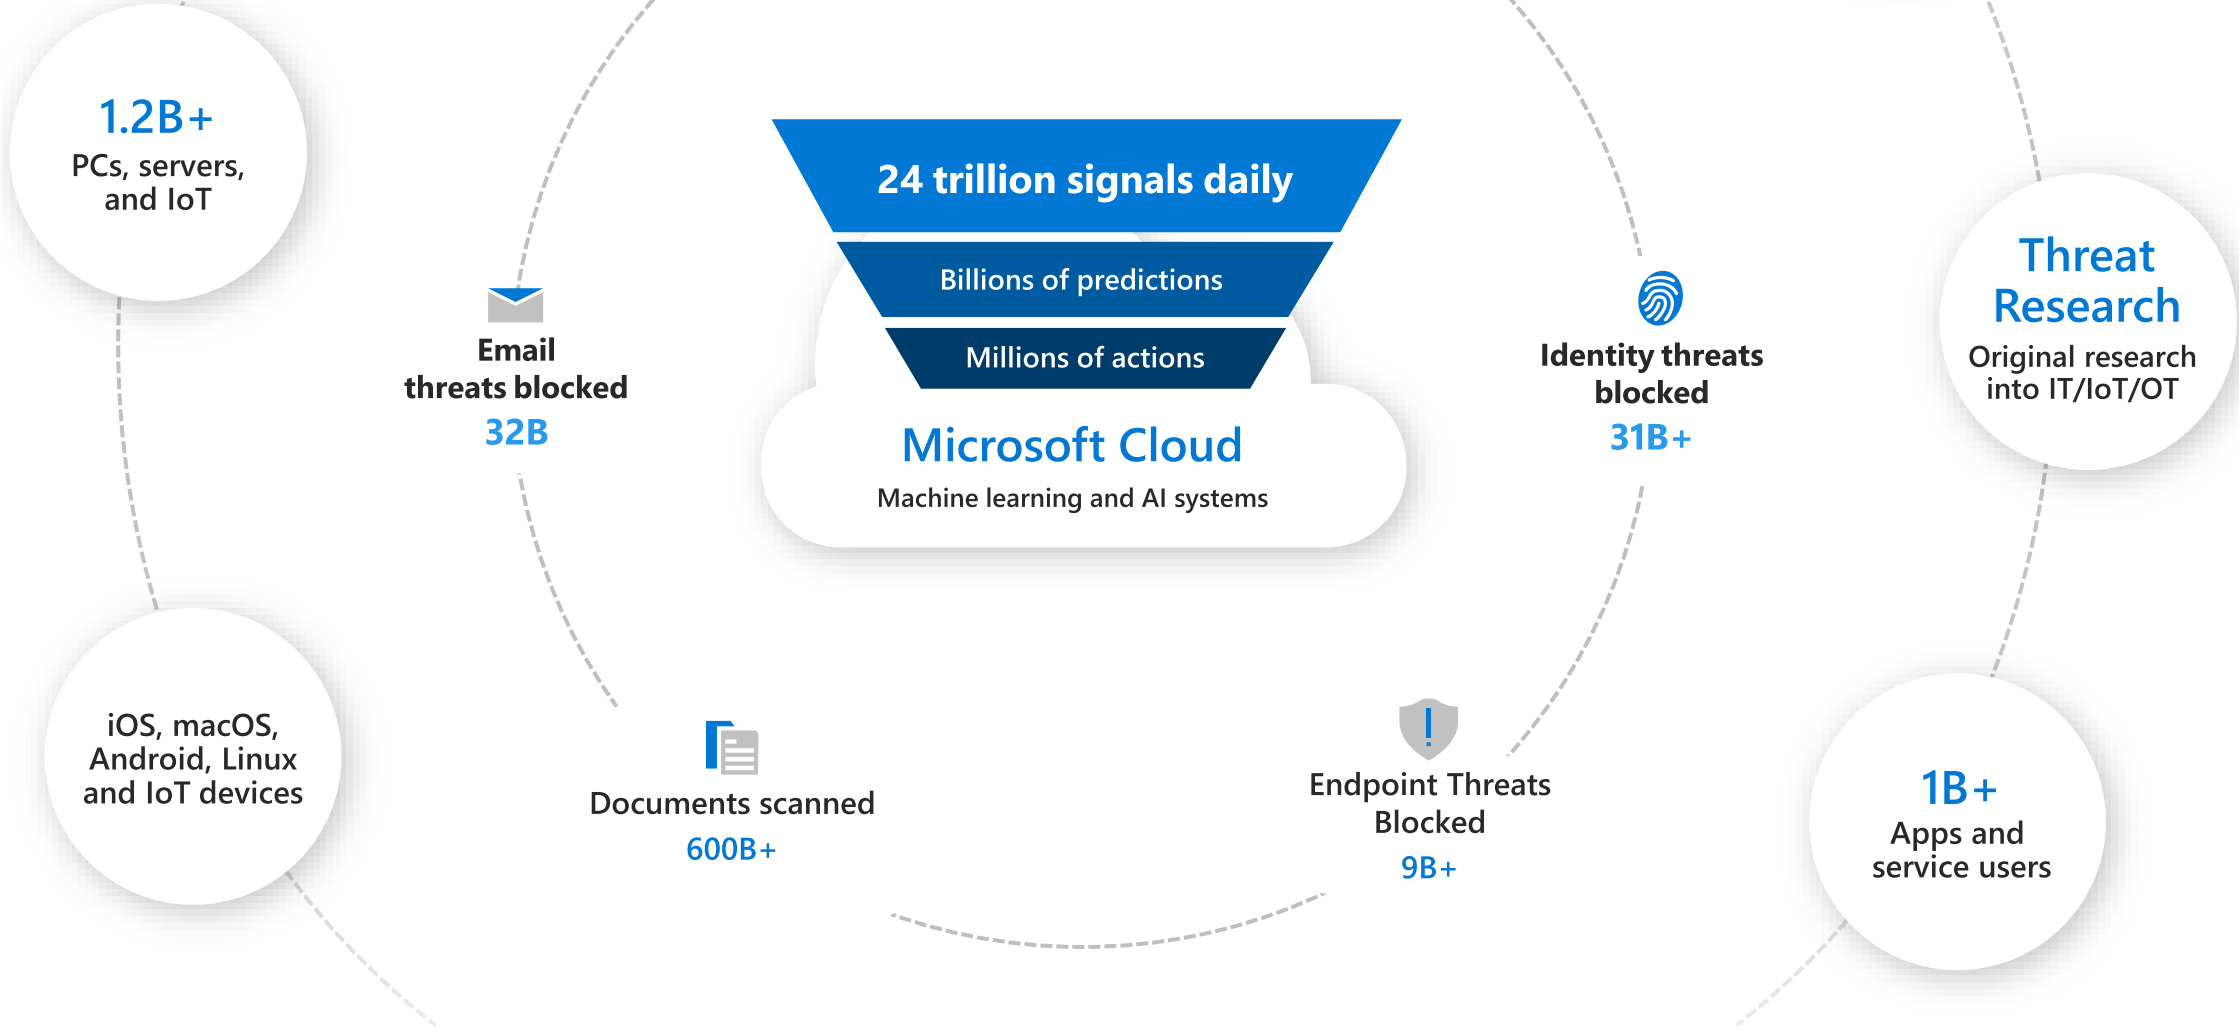 1.2B+
PCs, servers,
and IoT
24 trillion signals daily
Billions of predictions
Millions of actions
Microsoft Cloud
Machine learning and AI systems
Email
threats blocked
32B
Identity threats
blocked
31B+
Threat
Research
Original research
into IT/IoT/OT
iOS, macOS,
Android, Linux
and IoT devices
Documents scanned
600B+
Endpoint Threats
Blocked
9B+
1B+
Apps and
service users